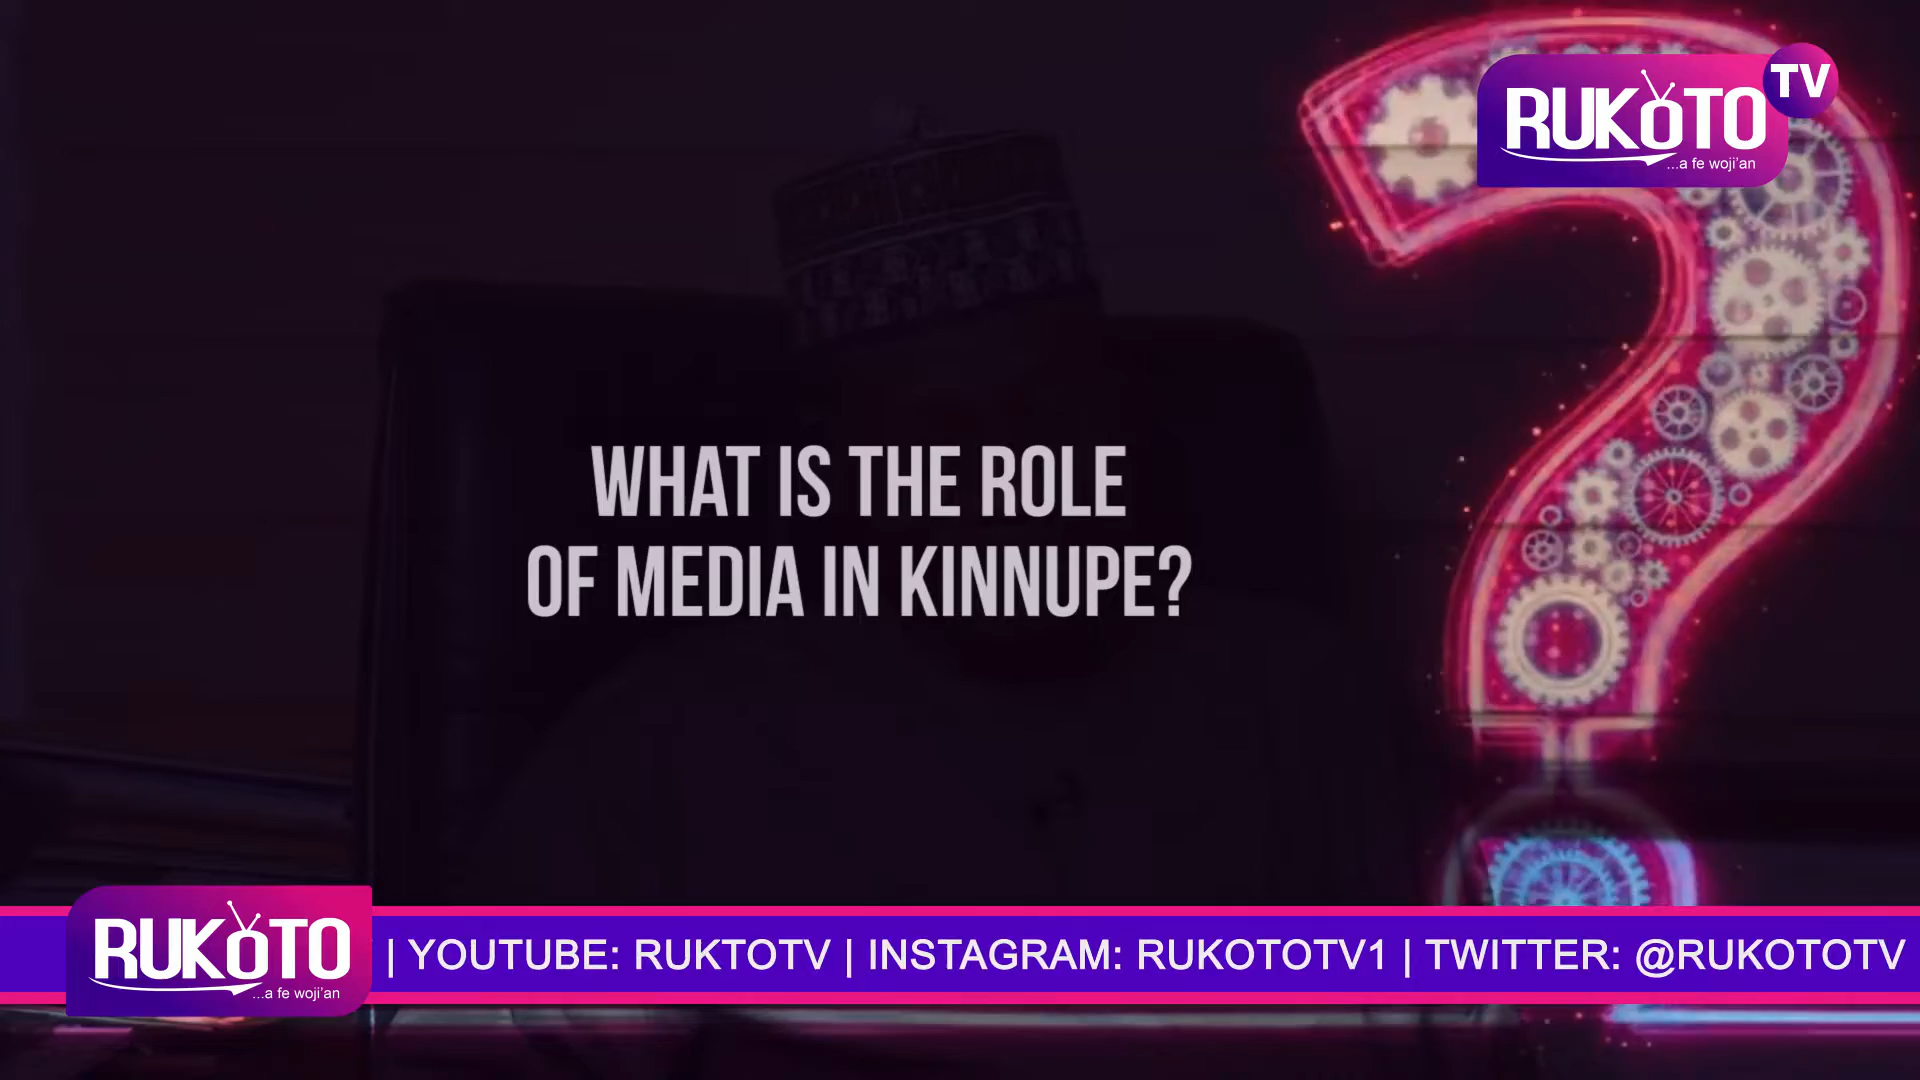 RUKOTO TV
...a fe woji'an
WHAT IS THE ROLE
OF MEDIA IN KINNUPE?
RUKOTO
...a fe woji'an
| YOUTUBE: RUKTOTV | INSTAGRAM: RUKOTOTV1 | TWITTER: @RUKOTOTV